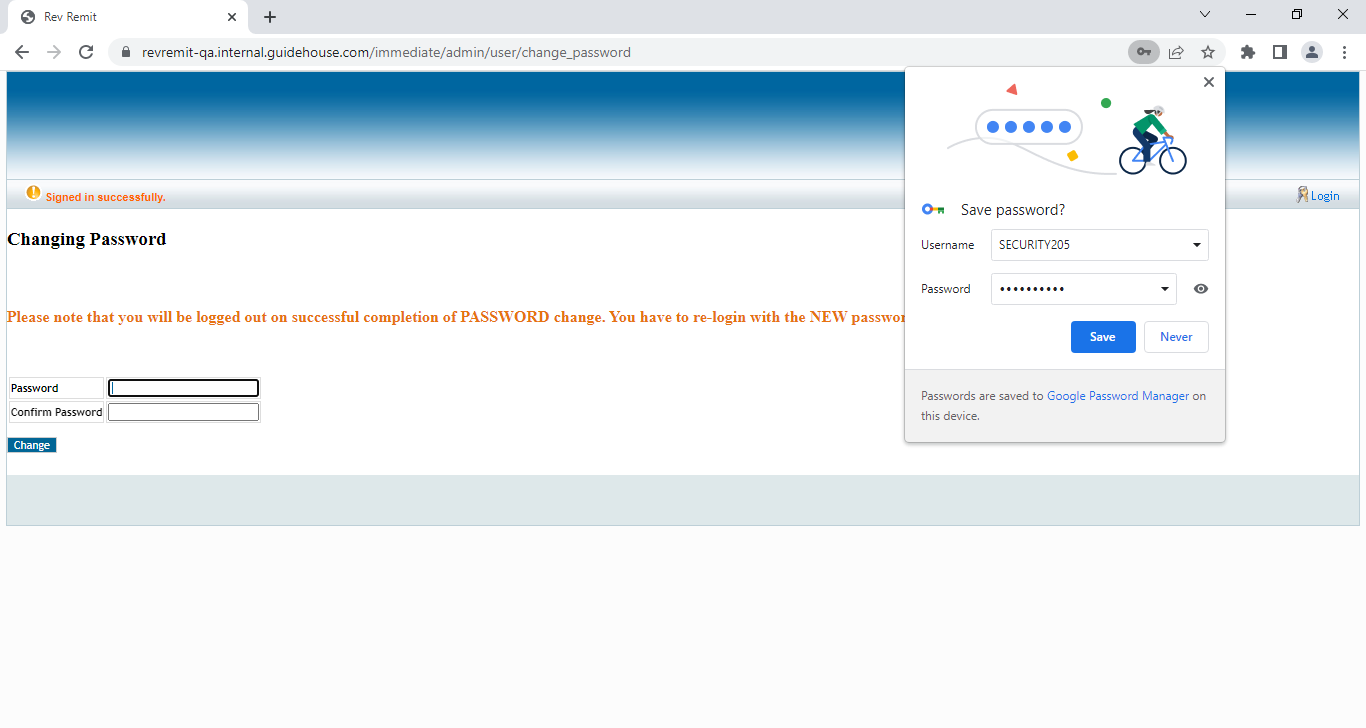 Rev Remit
revremit-qa.internal.guidehouse.com/immediate/admin/user/change_password
Signed in successfully.
Login
Changing Password
Please note that you will be logged out on successful completion of PASSWORD change. You have to re-login with the NEW passwor
Password
Confirm Password
Change
Save password?
Username
SECURITY205
Password
Save
Never
Passwords are saved to Google Password Manager on
this device.